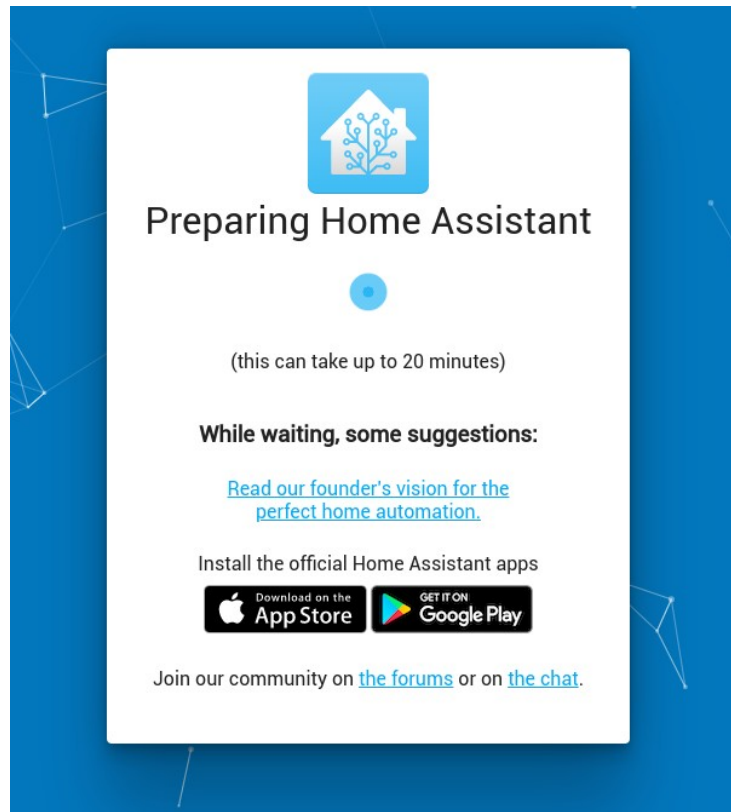 Preparing Home Assistant
(this can take up to 20 minutes)
While waiting, some suggestions:
Read our founder's vision for the
perfect home automation.
Install the official Home Assistant apps
Download on the
App Store
GET IT ON
Google Play
Join our community on the forums or on the chat.